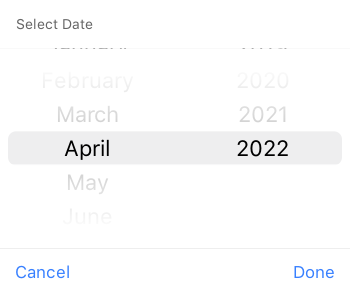 Select Date
February 2020
March 2021
April 2022
May
June
Cancel Done